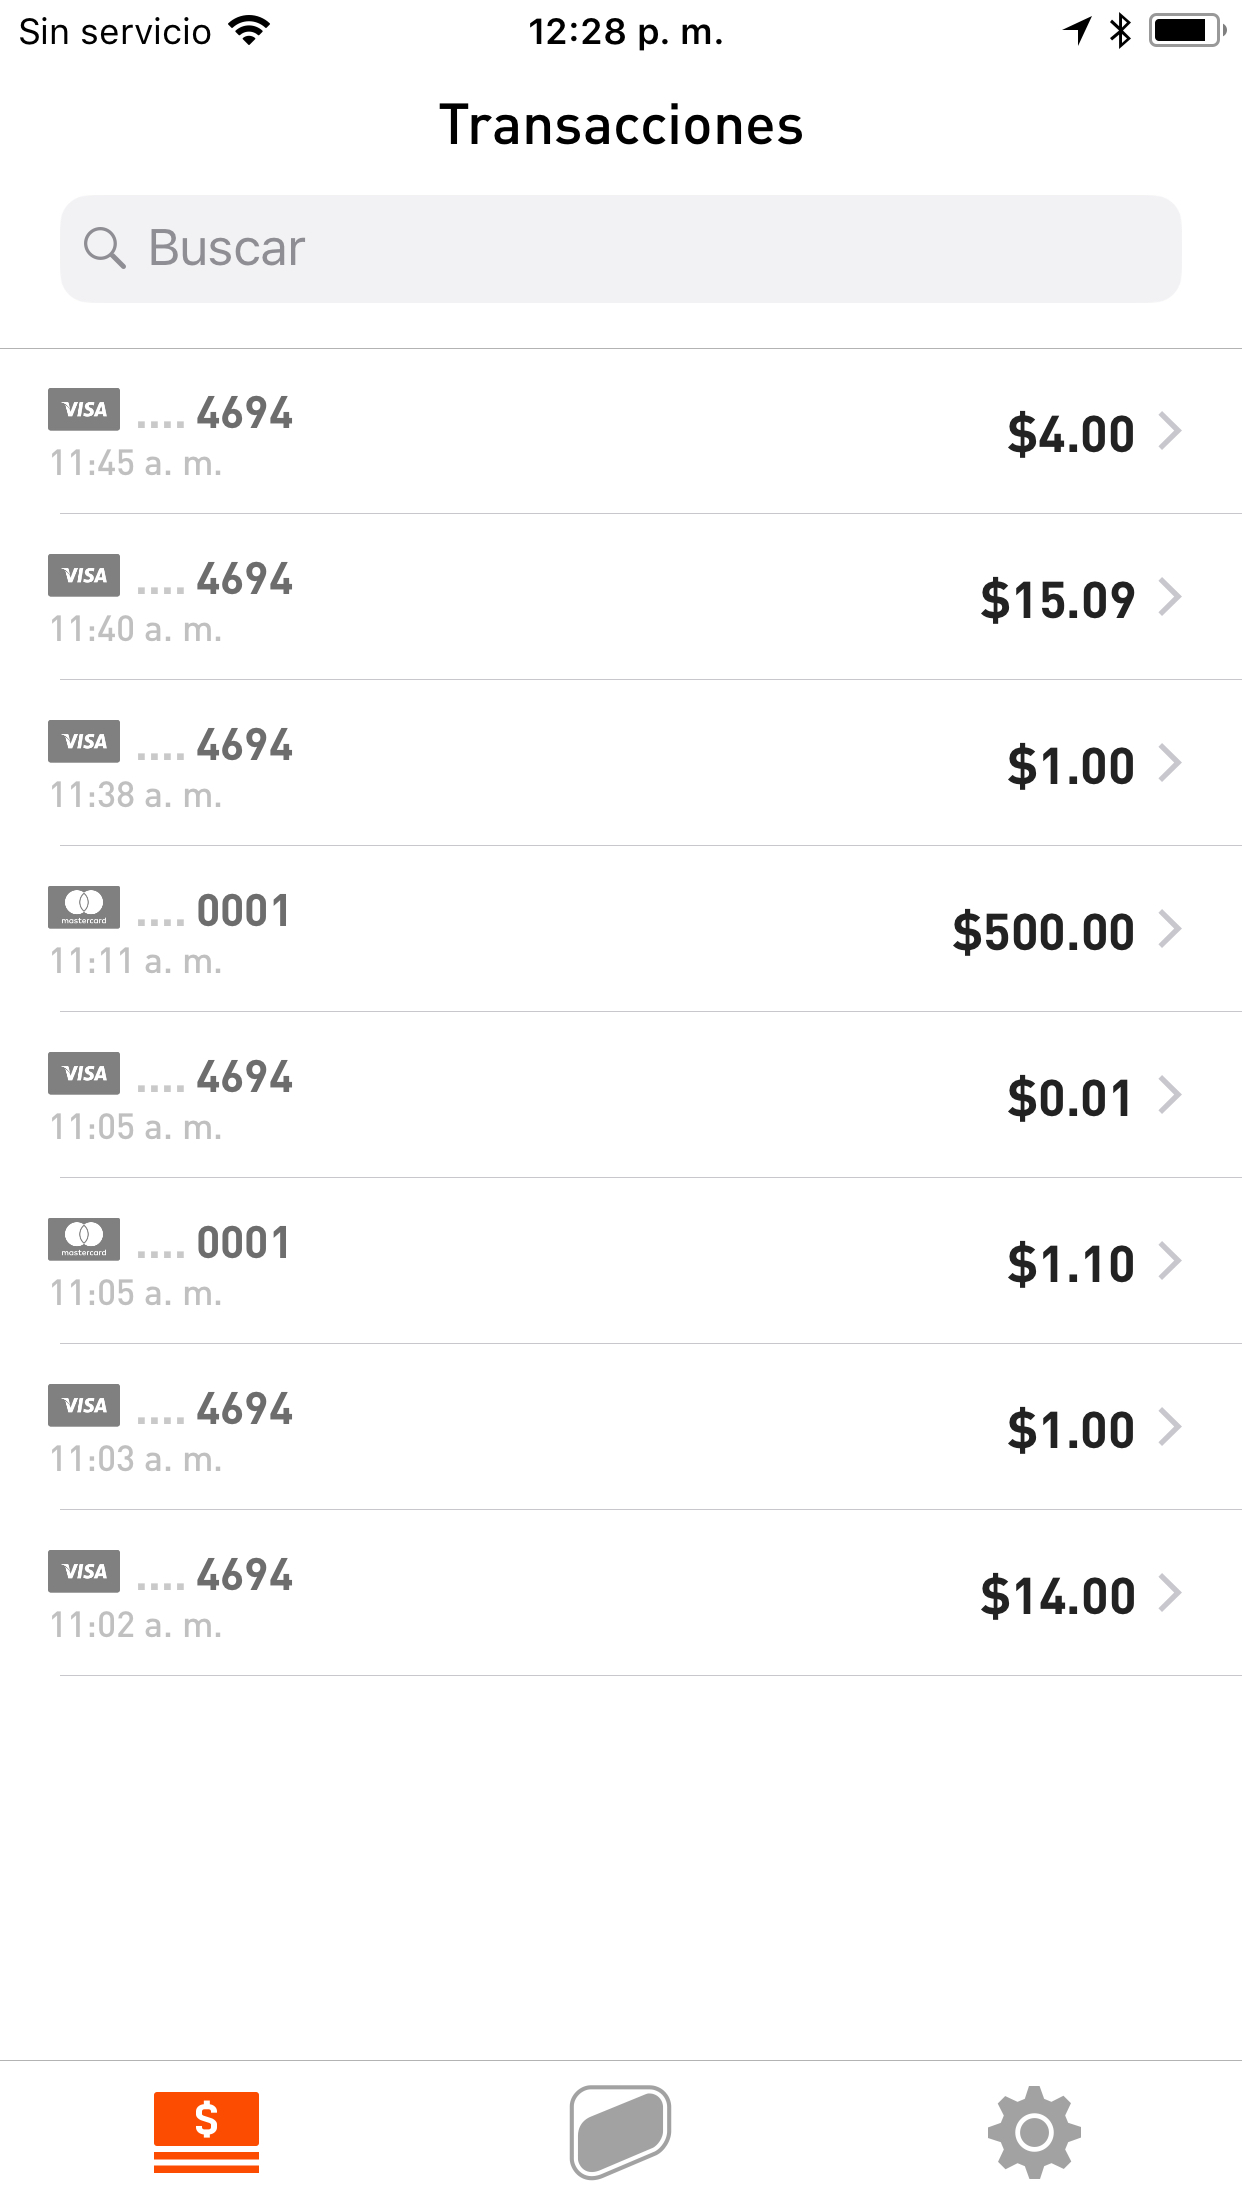 Sin servicio 12:28 p. m.
Transacciones
Buscar
VISA .... 4694
11:45 a. m.
$4.00
VISA .... 4694
11:40 a. m.
$15.09
VISA .... 4694
11:38 a. m.
$1.00
mastercard .... 0001
11:11 a. m.
$500.00
VISA .... 4694
11:05 a. m.
$0.01
mastercard .... 0001
11:05 a. m.
$1.10
VISA .... 4694
11:03 a. m.
$1.00
VISA .... 4694
11:02 a. m.
$14.00
$